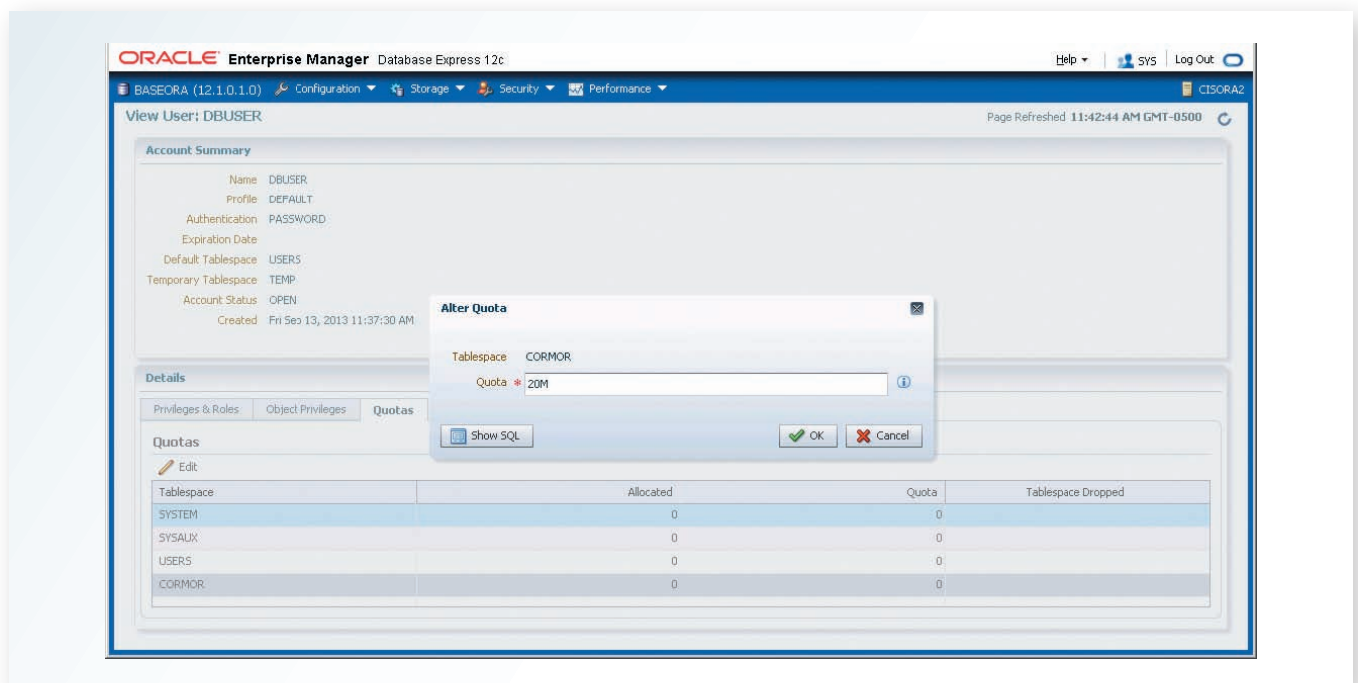 ORACLE Enterprise Manager Database Express 12c Help SYS Log Out
BASEORA (12.1.0.1.0) Configuration Storage Security Performance CISORA2
View User: DBUSER Page Refreshed 11:42:44 AM GMT-0500
Account Summary
Name DBUSER
Profile DEFAULT
Authentication PASSWORD
Expiration Date
Default Tablespace USERS
Temporary Tablespace TEMP
Account Status OPEN
Created Fri Sep 13, 2013 11:37:30 AM
Alter Quota
Tablespace CORMOR
Quota * 20M
Show SQL OK Cancel
Details
Privileges & Roles Object Privileges Quotas
Quotas
Edit
Tablespace Allocated Quota Tablespace Dropped
SYSTEM 0 0
SYSAUX 0 0
USERS 0 0
CORMOR 0 0